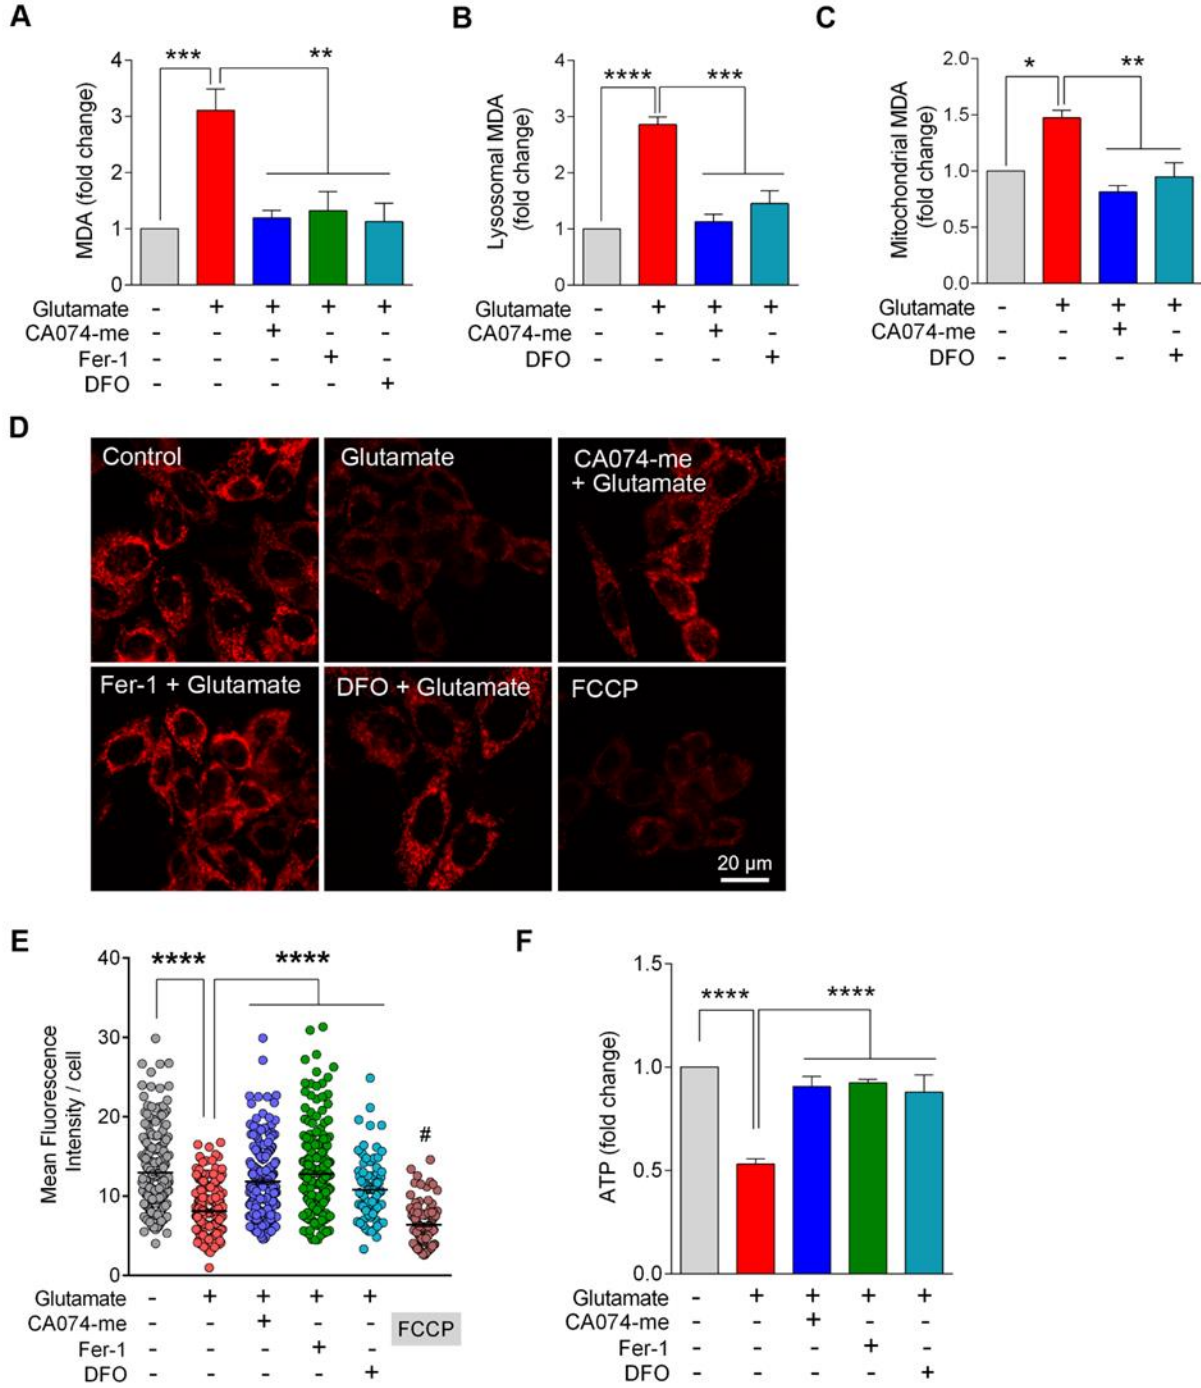 A
MDA (fold change)
4
3
2
1
0
***
**
Glutamate - + + + +
CA074-me - - + - -
Fer-1 - - - + -
DFO - - - - +
B
Lysosomal MDA
(fold change)
4
3
2
1
0
****
***
Glutamate - + + +
CA074-me - - + -
DFO - - - +
C
Mitochondrial MDA
(fold change)
2.0
1.5
1.0
0.5
0.0
*
**
Glutamate - + + +
CA074-me - - + -
DFO - - - +
D
Control
Glutamate
CA074-me
+ Glutamate
Fer-1 + Glutamate
DFO + Glutamate
FCCP
20 µm
E
Mean Fluorescence
Intensity / cell
40
30
20
10
0
****
****
#
Glutamate - + + + +
CA074-me - - + - -
Fer-1 - - - + -
DFO - - - - +
FCCP
F
ATP (fold change)
1.5
1.0
0.5
0.0
****
****
Glutamate - + + + +
CA074-me - - + - -
Fer-1 - - - + -
DFO - - - - +